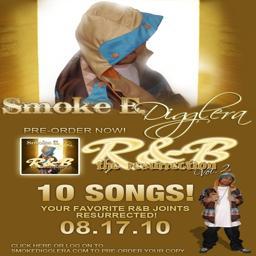 Smoke E. Digglera
PRE-ORDER NOW!
Smoke E.
R&B
R&B
the resurrection
Vol. 2
10 SONGS!
YOUR FAVORITE R&B JOINTS
RESURRECTED!
08.17.10
CLICK HERE OR LOG ON TO
SMOKEDIGGLERA.COM TO PRE-ORDER YOUR COPY